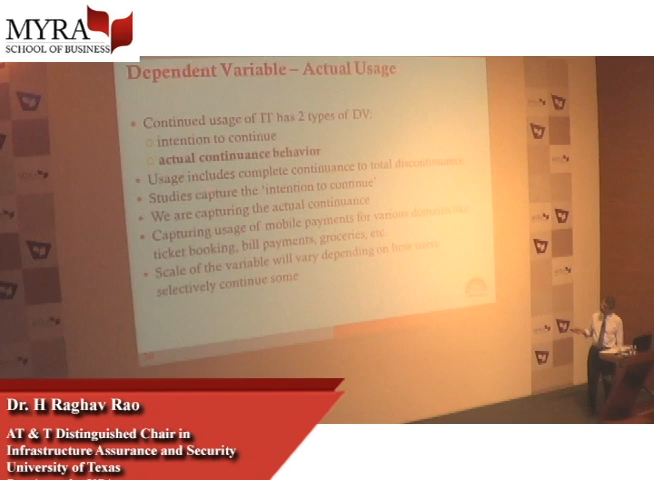 MYRA
SCHOOL OF BUSINESS
Dependent Variable – Actual Usage
• Continued usage of IT has 2 types of DV:
intention to continue
actual continuance behavior
• Usage includes complete continuance to total discontinuance
• Studies capture the 'intention to continue'
• We are capturing the actual continuance
• Capturing usage of mobile payments for various
ticket booking, bill payments, groceries, etc.
• Scale of the variable will vary depending on how
selectively continue some
Dr. H Raghav Rao
AT & T Distinguished Chair in
Infrastructure Assurance and Security
University of Texas